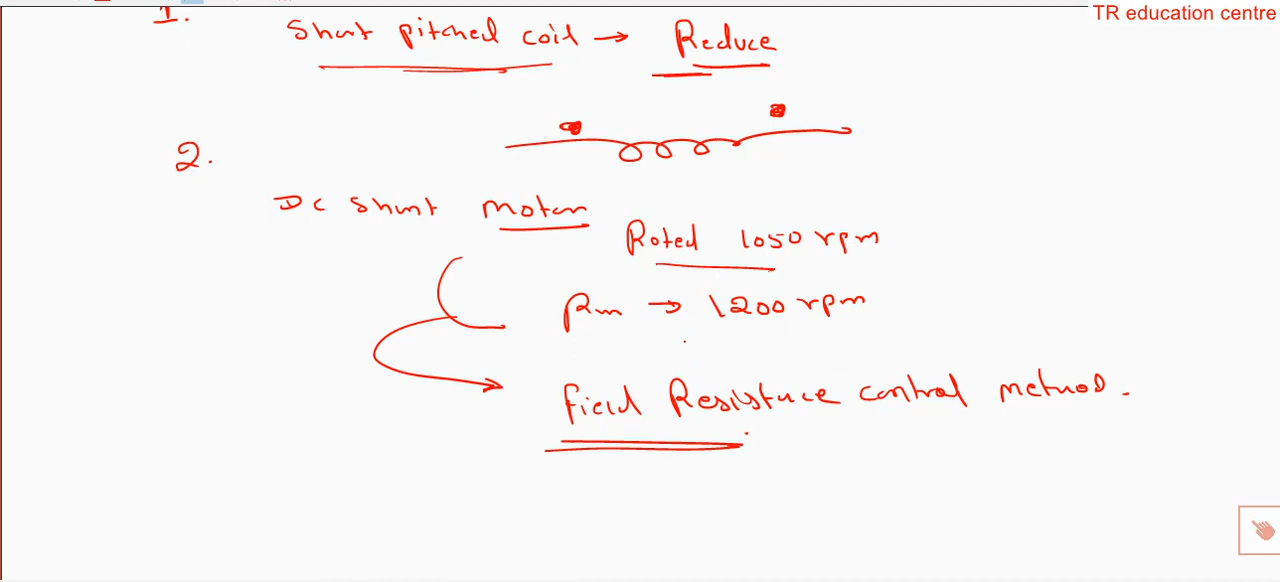 TR education centre
1.
Short pitched coil → Reduce
2.
DC Shunt motor
Rated 1050 rpm
Run → 1200 rpm
field Resistance control method.